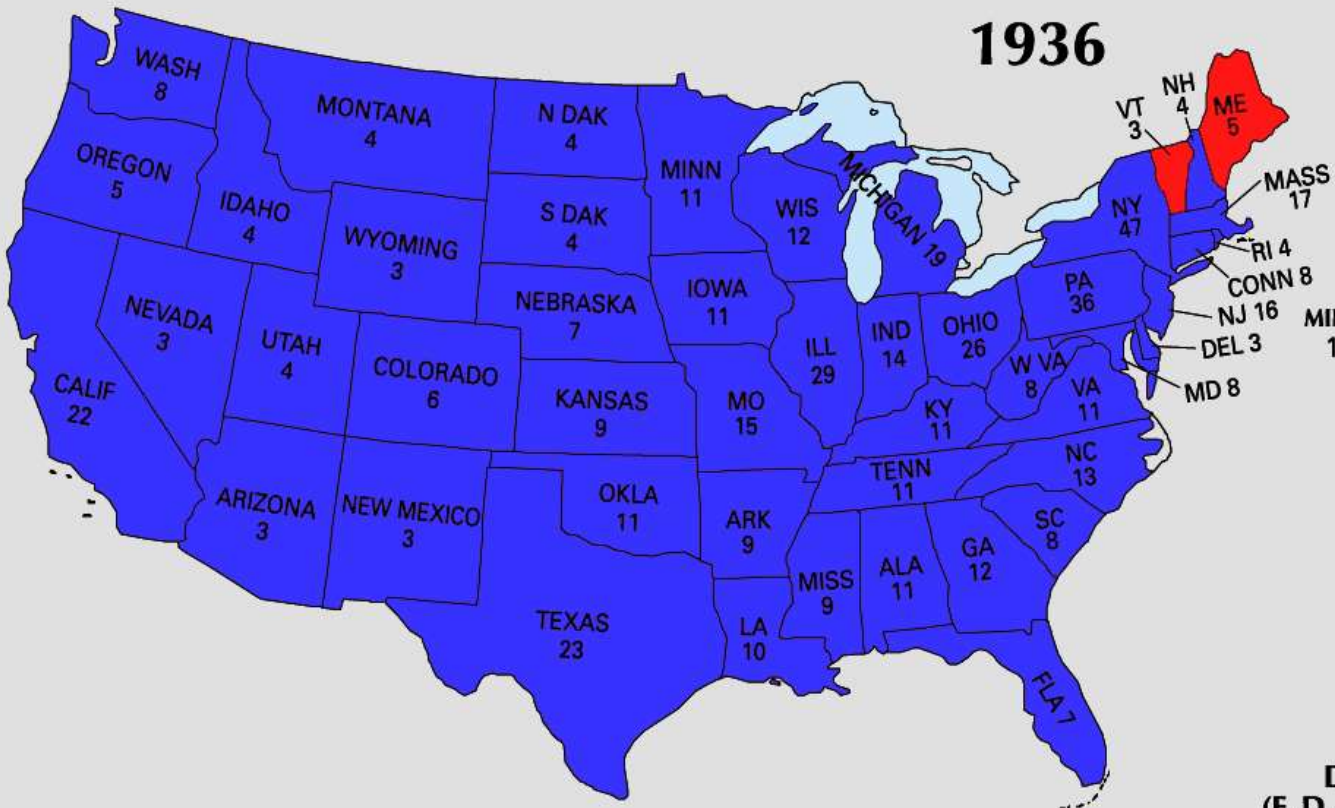 1936
WASH
8
OREGON
5
MONTANA
4
IDAHO
4
WYOMING
3
N DAK
4
S DAK
4
MINN
11
WIS
12
MICHIGAN 19
NEVADA
3
UTAH
4
COLORADO
6
NEBRASKA
7
KANSAS
9
IOWA
11
MO
15
ILL
29
IND
14
OHIO
26
CALIF
22
ARIZONA
3
NEW MEXICO
3
OKLA
11
TEXAS
23
ARK
9
LA
10
MISS
9
ALA
11
TENN
11
KY
11
GA
12
FLA 7
SC
8
NC
13
VA
11
W VA
8
PA
36
NY
47
VT
3
NH
4
ME
5
MASS
17
RI 4
CONN 8
NJ 16
DEL 3
MD 8